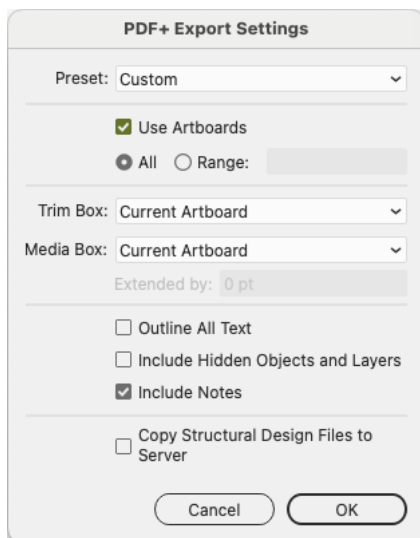 PDF+ Export Settings
Preset: Custom
Use Artboards
All Range:
Trim Box: Current Artboard
Media Box: Current Artboard
Extended by: 0 pt
Outline All Text
Include Hidden Objects and Layers
Include Notes
Copy Structural Design Files to
Server
Cancel OK